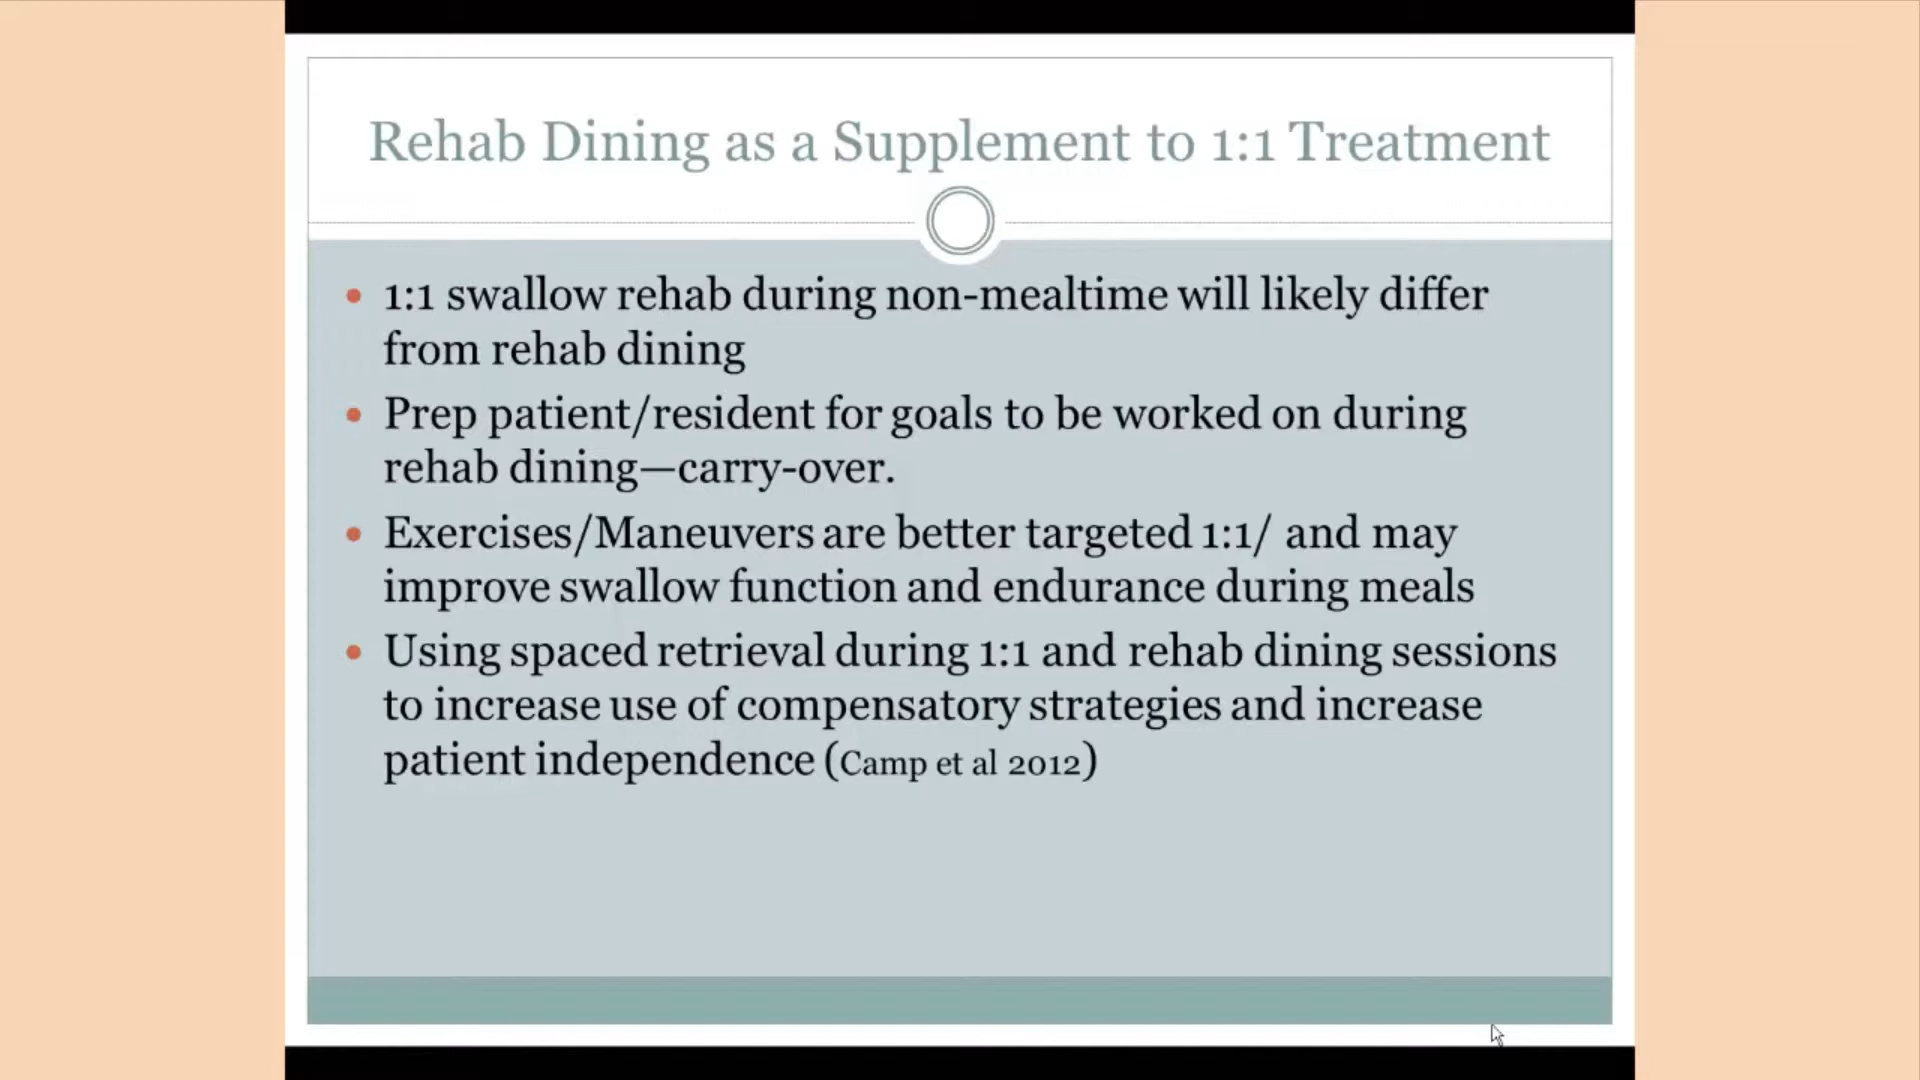 Rehab Dining as a Supplement to 1:1 Treatment
• 1:1 swallow rehab during non-mealtime will likely differ
from rehab dining
• Prep patient/resident for goals to be worked on during
rehab dining—carry-over.
• Exercises/Maneuvers are better targeted 1:1/ and may
improve swallow function and endurance during meals
• Using spaced retrieval during 1:1 and rehab dining sessions
to increase use of compensatory strategies and increase
patient independence (Camp et al 2012)